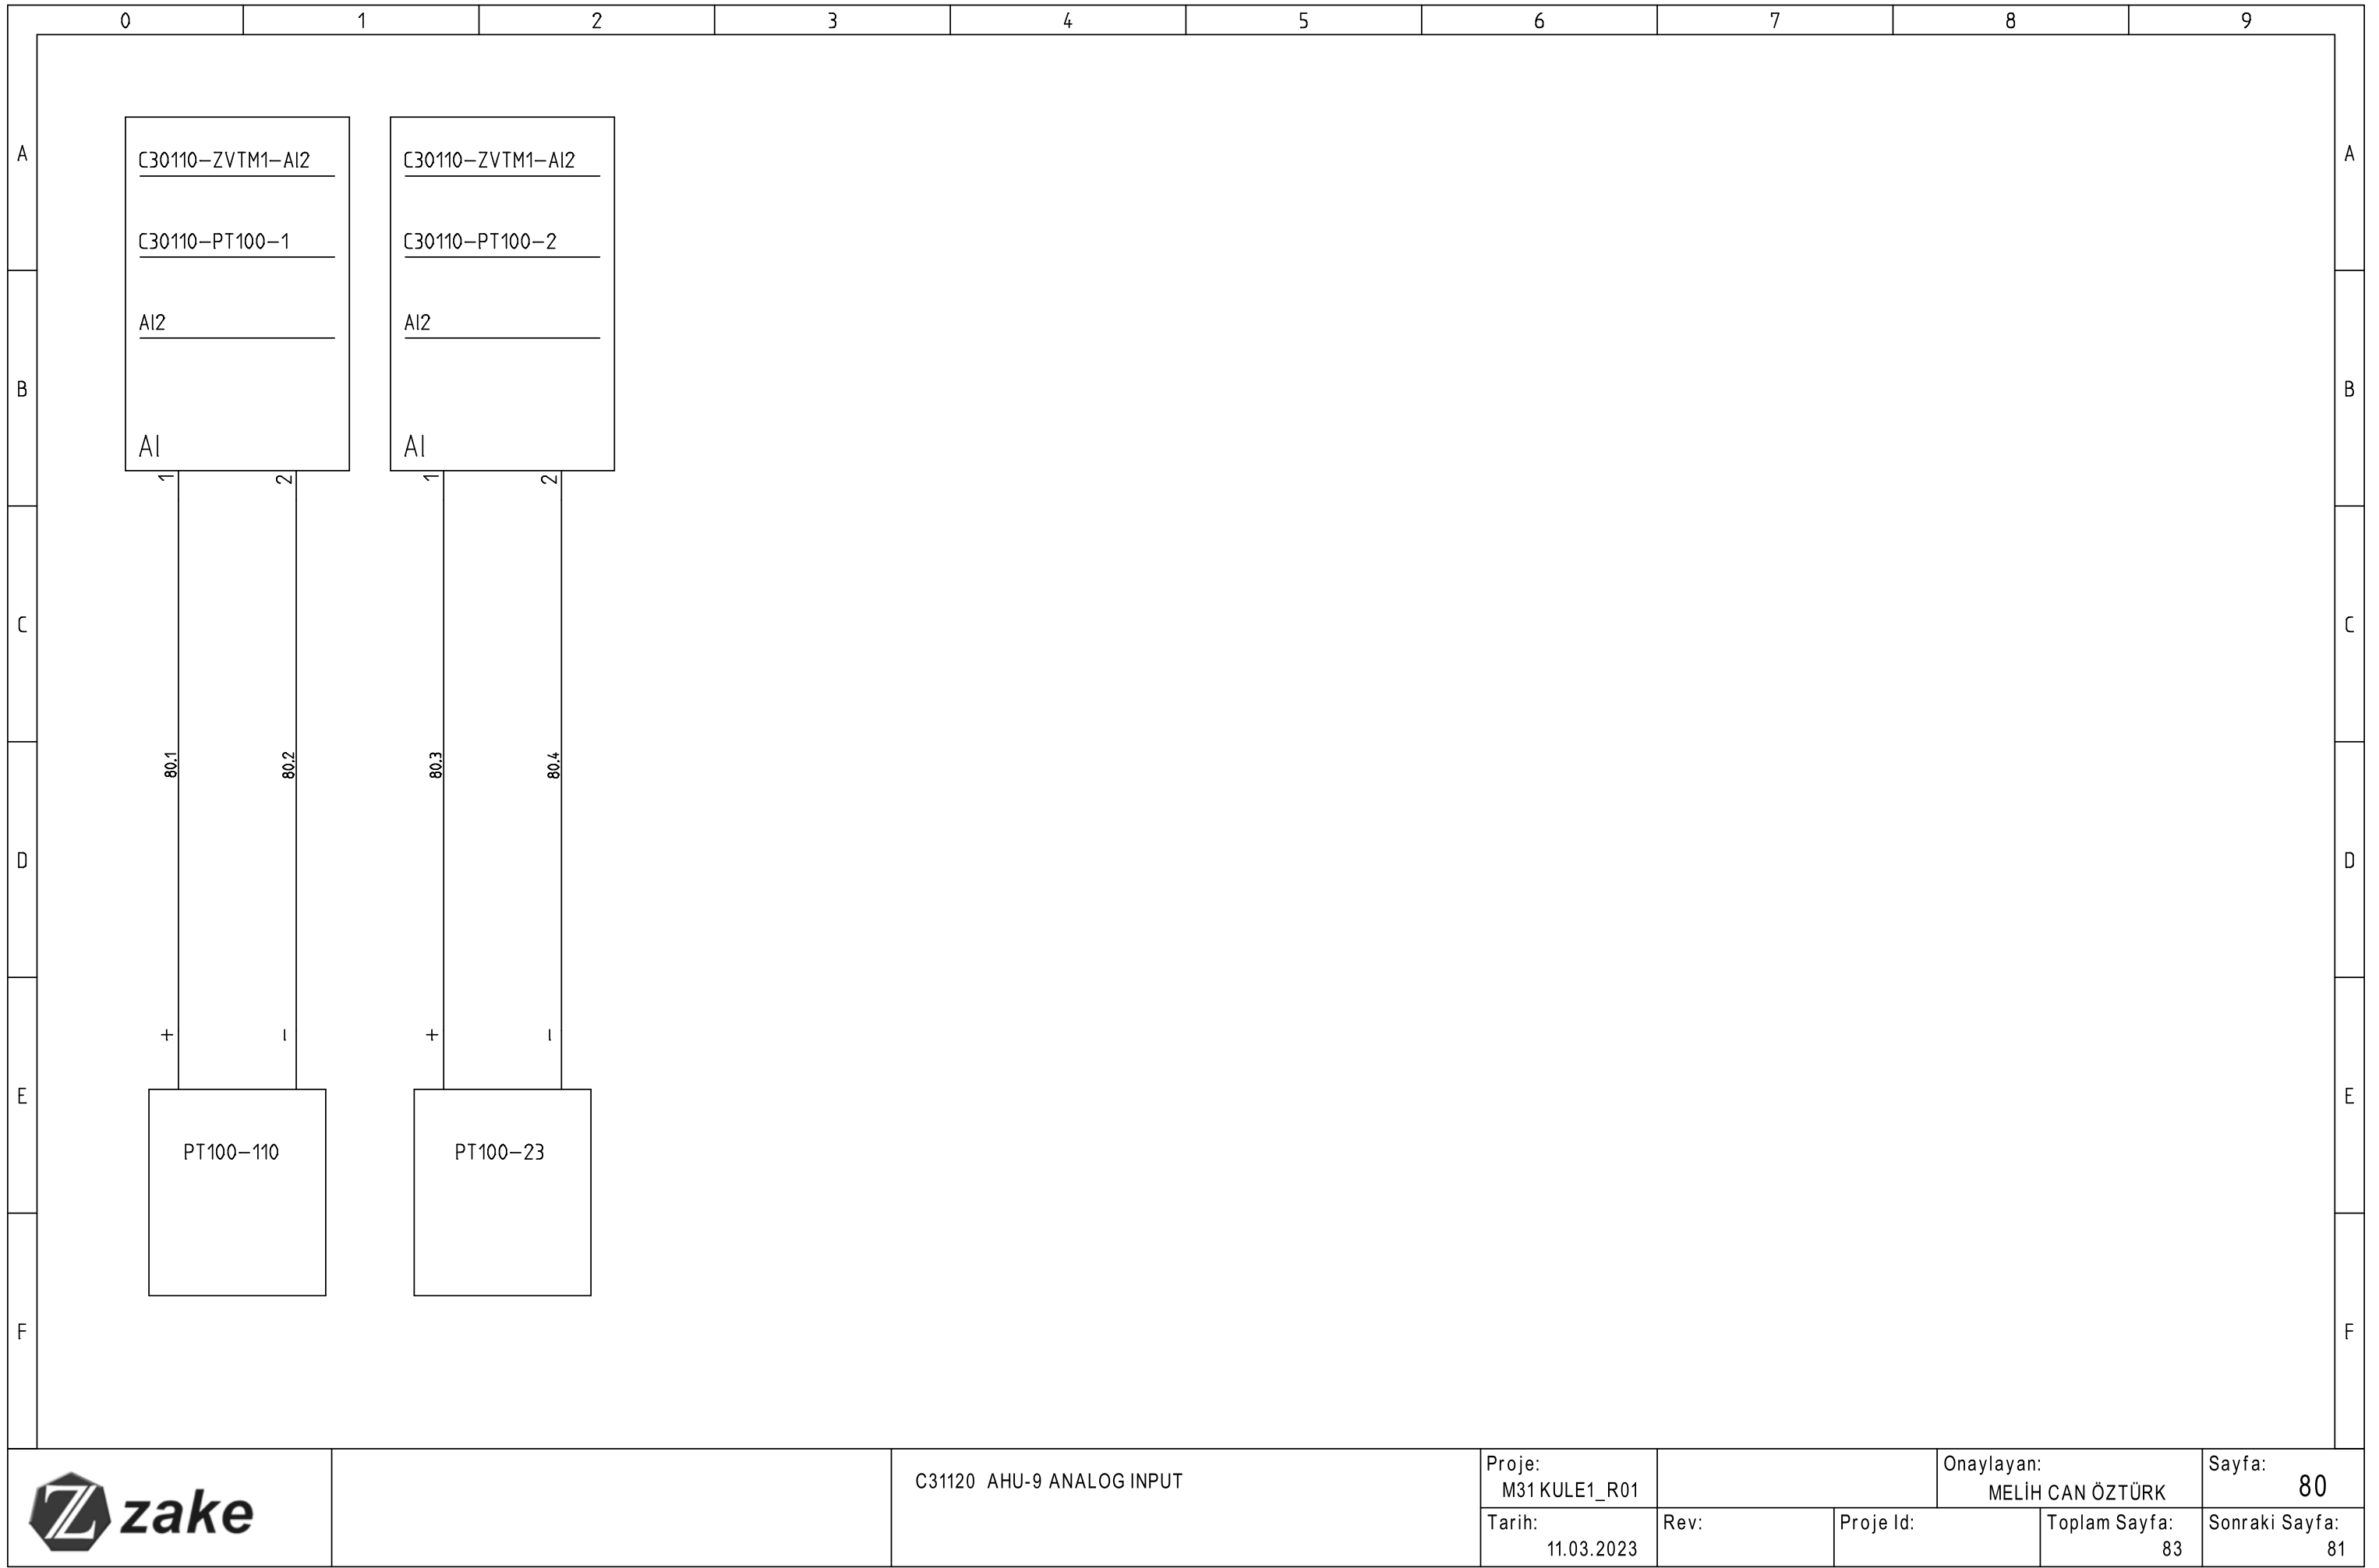 0 1 2 3 4 5 6 7 8 9
A A
C30110-ZVTM1-AI2 C30110-ZVTM1-AI2
C30110-PT100-1 C30110-PT100-2
AI2 AI2
B B
AI AI
1 2 1 2
C C
80.1 80.2 80.3 80.4
D D
+ - + -
E E
PT100-110 PT100-23
F F
zake
C31120 AHU-9 ANALOG INPUT
Proje:
M31 KULE1_R01
Onaylayan:
MELİH CAN ÖZTÜRK
Sayfa:
80
Tarih:
11.03.2023
Rev:
Proje Id:
Toplam Sayfa:
83
Sonraki Sayfa:
81